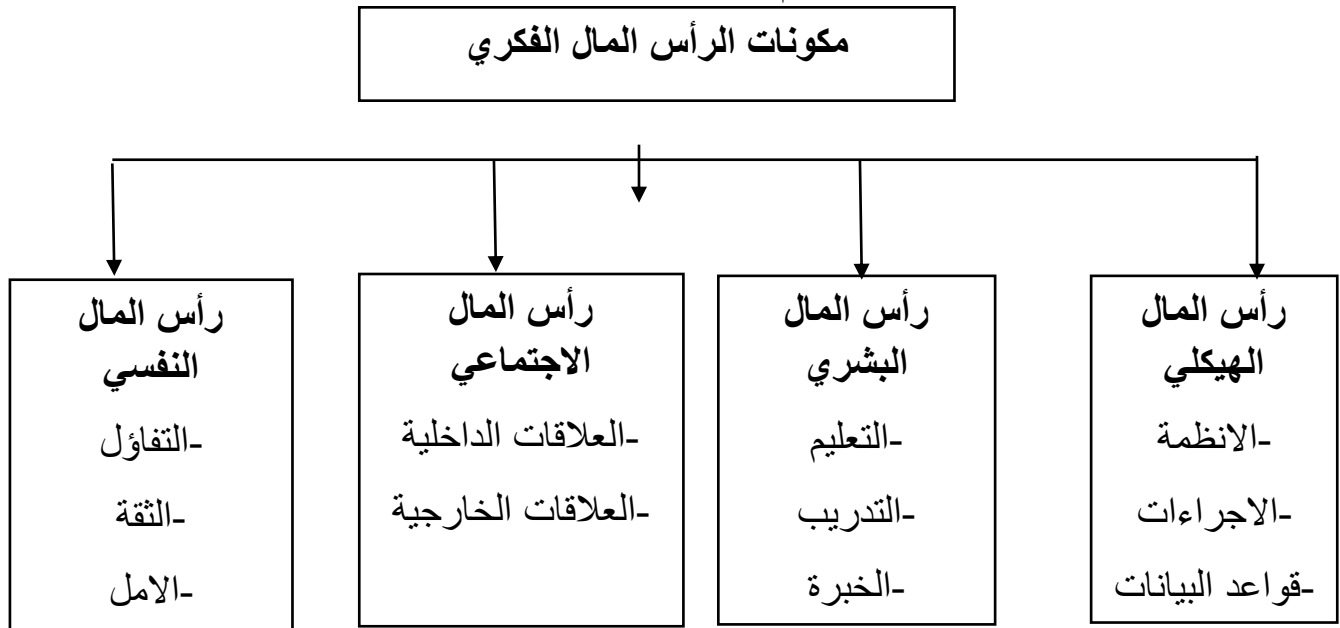 مكونات الرأس المال الفكري
رأس المال
الهيكلي
-الانظمة
-الاجراءات
-قواعد البيانات
رأس المال
البشري
-التعليم
-التدريب
-الخبرة
رأس المال
الاجتماعي
-العلاقات الداخلية
-العلاقات الخارجية
رأس المال
النفسي
-التفاؤل
-الثقة
-الامل